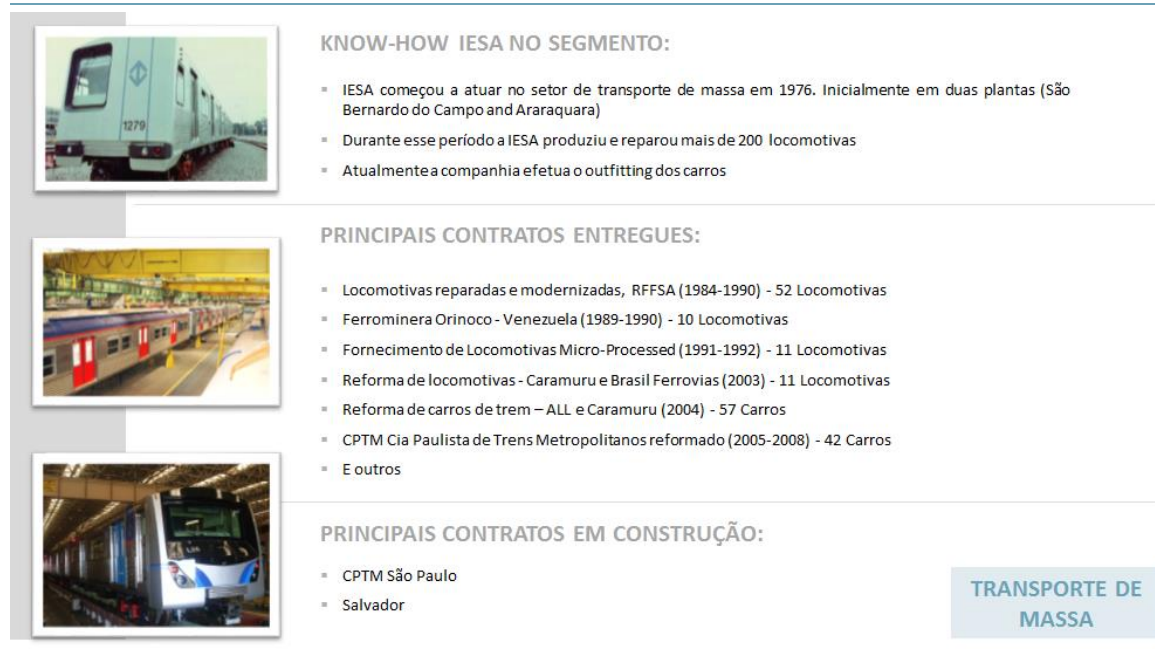 KNOW-HOW IESA NO SEGMENTO:
IESA começou a atuar no setor de transporte de massa em 1976. Inicialmente em duas plantas (São
Bernardo do Campo and Araraquara)
Durante esse período a IESA produziu e reparou mais de 200 locomotivas
Atualmente a companhia efetua o outfitting dos carros
1279
PRINCIPAIS CONTRATOS ENTREGUES:
Locomotivas reparadas e modernizadas, RFFSA (1984-1990) - 52 Locomotivas
Ferrominera Orinoco - Venezuela (1989-1990) - 10 Locomotivas
Fornecimento de Locomotivas Micro-Processed (1991-1992) - 11 Locomotivas
Reforma de locomotivas - Caramuru e Brasil Ferrovias (2003) - 11 Locomotivas
Reforma de carros de trem – ALL e Caramuru (2004) - 57 Carros
CPTM Cia Paulista de Trens Metropolitanos reformado (2005-2008) - 42 Carros
E outros
PRINCIPAIS CONTRATOS EM CONSTRUÇÃO:
CPTM São Paulo
Salvador
TRANSPORTE DE
MASSA